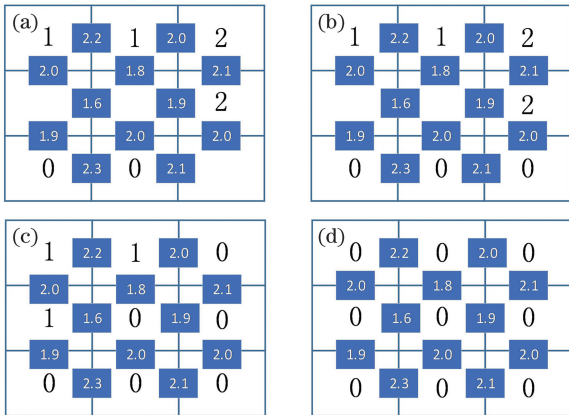 (a) 1 2.2 1 2.0 2
2.0 1.8 2.1
1.6 1.9 2
1.9 2.0 2.0
0 2.3 0 2.1
(b) 1 2.2 1 2.0 2
2.0 1.8 2.1
1.6 1.9 2
1.9 2.0 2.0
0 2.3 0 2.1 0
(c) 1 2.2 1 2.0 0
2.0 1.8 2.1
1 1.6 0 1.9 0
1.9 2.0 2.0
0 2.3 0 2.1 0
(d) 0 2.2 0 2.0 0
2.0 1.8 2.1
0 1.6 0 1.9 0
1.9 2.0 2.0
0 2.3 0 2.1 0